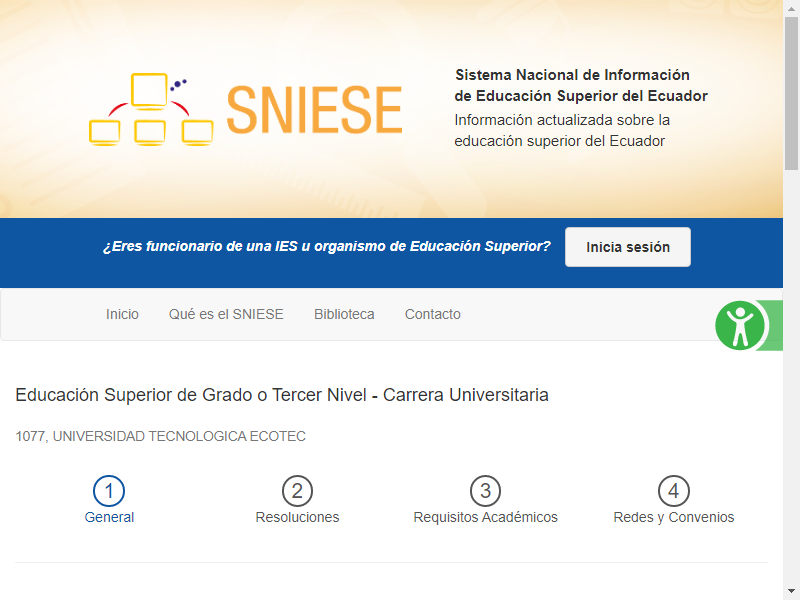 SNIESE
Sistema Nacional de Información
de Educación Superior del Ecuador
Información actualizada sobre la
educación superior del Ecuador
¿Eres funcionario de una IES u organismo de Educación Superior?
Inicia sesión
Inicio
Qué es el SNIESE
Biblioteca
Contacto
Educación Superior de Grado o Tercer Nivel - Carrera Universitaria
1077, UNIVERSIDAD TECNOLOGICA ECOTEC
1
General
2
Resoluciones
3
Requisitos Académicos
4
Redes y Convenios